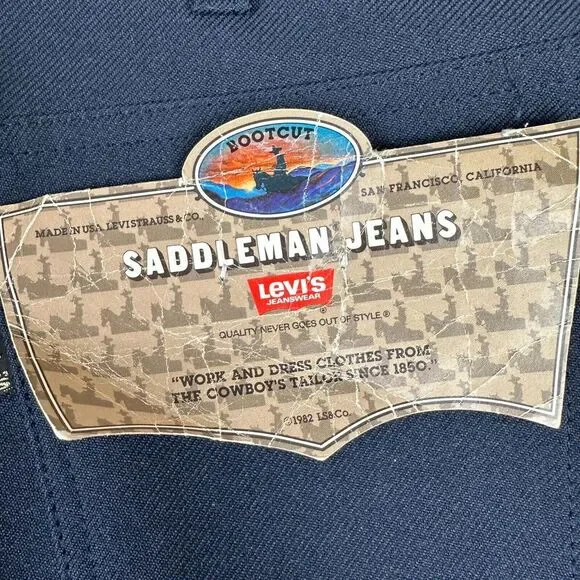 BOOTCUT
MADE IN USA LEVI STRAUSS & CO., SAN FRANCISCO, CALIFORNIA
SADDLEMAN JEANS
LEVI'S
JEANSWEAR
®
QUALITY NEVER GOES OUT OF STYLE ®
"WORK AND DRESS CLOTHES FROM
THE COWBOY'S TAILOR SINCE 1850."
©1982 LS&Co.